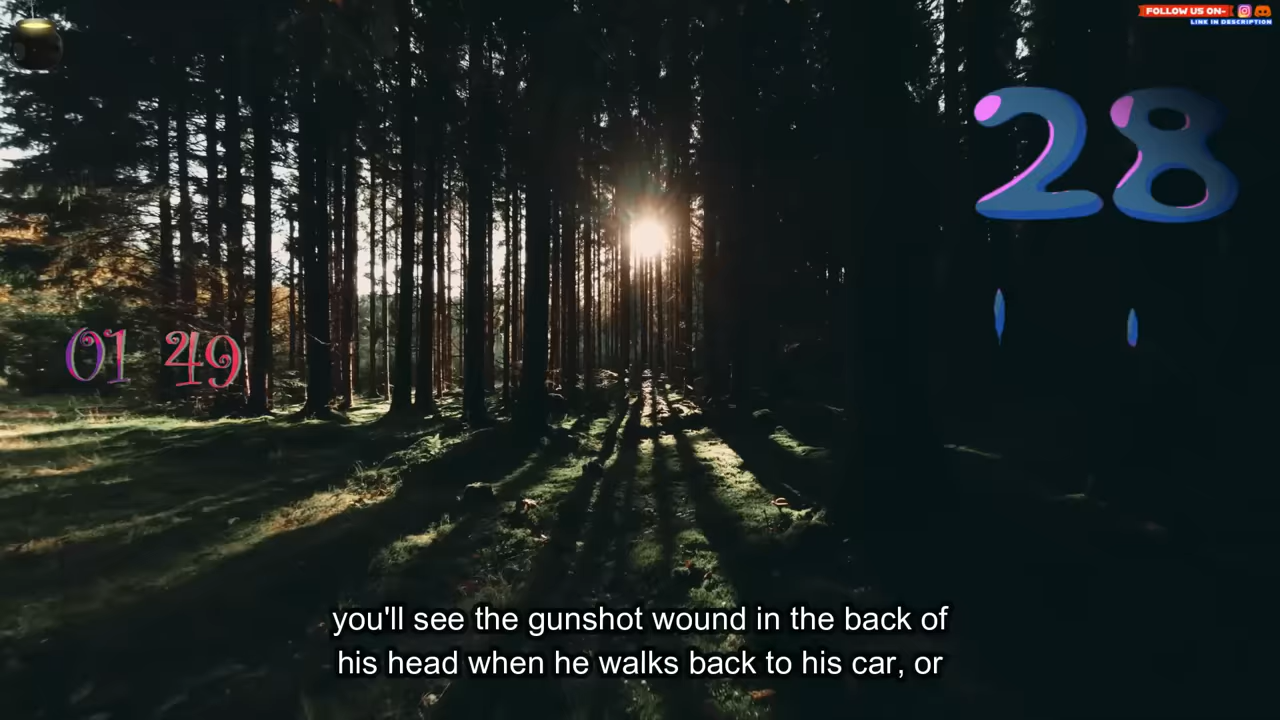 FOLLOW US ON-
LINK IN DESCRIPTION
28
01 49
you'll see the gunshot wound in the back of
his head when he walks back to his car, or